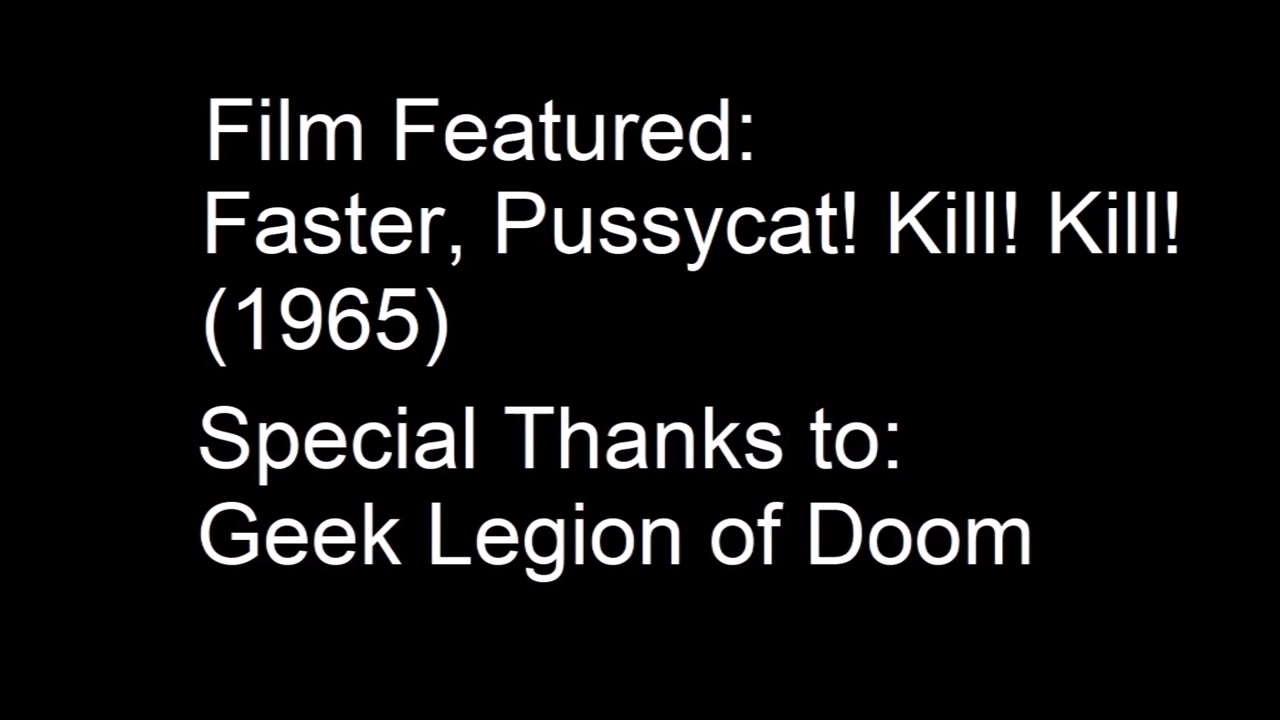 Film Featured:
Faster, Pussycat! Kill! Kill!
(1965)
Special Thanks to:
Geek Legion of Doom